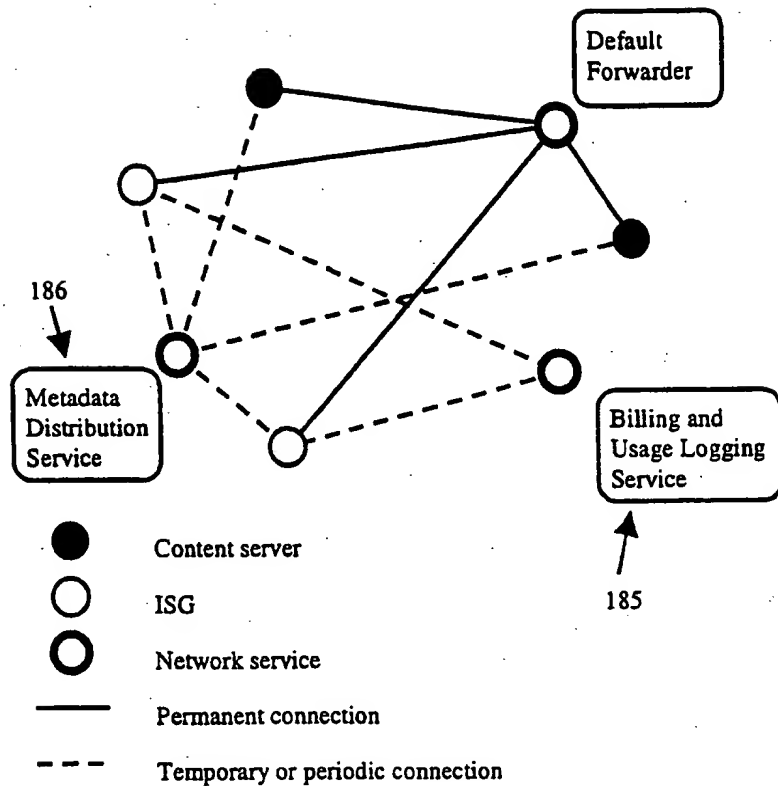 Default
Forwarder
186
Metadada
Distribution
Service
Billing and
Usage Logging
Service
185
Content server
ISG
Network service
Permanent connection
Temporary or periodic connection